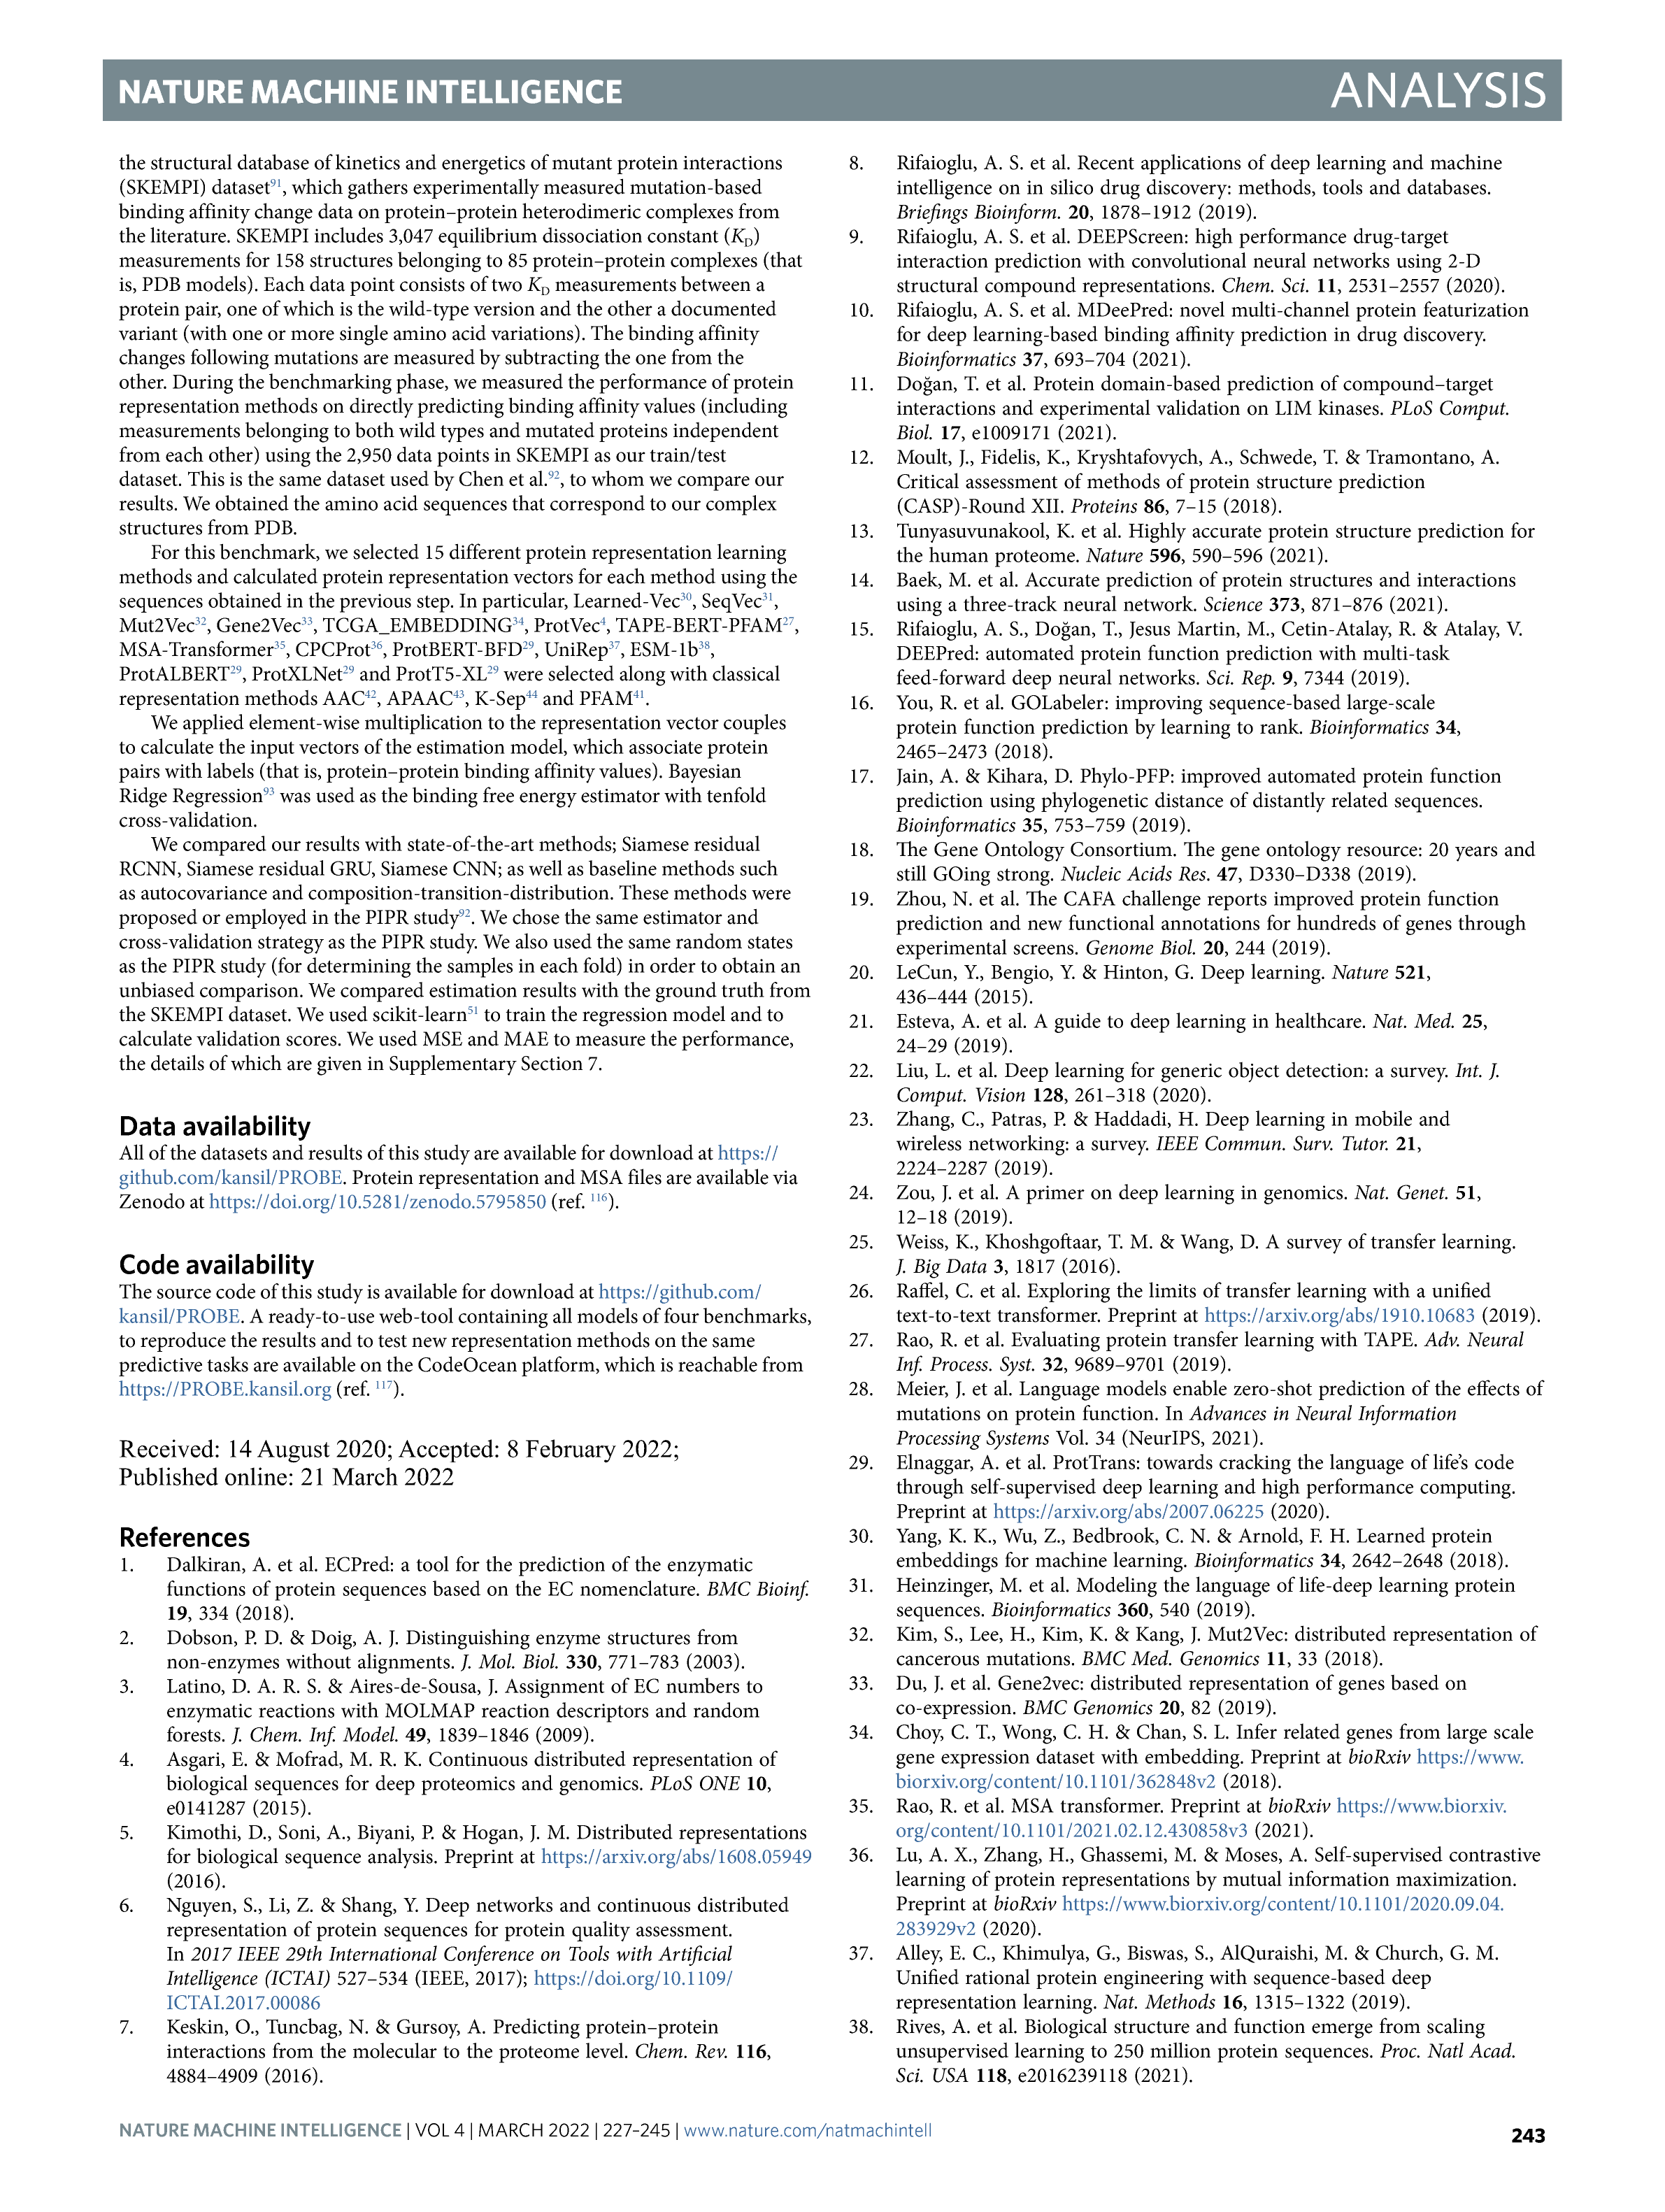 NATURE MACHINE INTELLIGENCE
ANALYSIS
the structural database of kinetics and energetics of mutant protein interactions
(SKEMPI) dataset91, which gathers experimentally measured mutation-based
binding affinity change data on protein–protein heterodimeric complexes from
the literature. SKEMPI includes 3,047 equilibrium dissociation constant (KD)
measurements for 158 structures belonging to 85 protein–protein complexes (that
is, PDB models). Each data point consists of two KD measurements between a
protein pair, one of which is the wild-type version and the other a documented
variant (with one or more single amino acid variations). The binding affinity
changes following mutations are measured by subtracting the one from the
other. During the benchmarking phase, we measured the performance of protein
representation methods on directly predicting binding affinity values (including
measurements belonging to both wild types and mutated proteins independent
from each other) using the 2,950 data points in SKEMPI as our train/test
dataset. This is the same dataset used by Chen et al.92, to whom we compare our
results. We obtained the amino acid sequences that correspond to our complex
structures from PDB.
For this benchmark, we selected 15 different protein representation learning
methods and calculated protein representation vectors for each method using the
sequences obtained in the previous step. In particular, Learned-Vec30, SeqVec31,
Mut2Vec32, Gene2Vec33, TCGA_EMBEDDING34, ProtVec4, TAPE-BERT-PFAM27,
MSA-Transformer35, CPCProt36, ProtBERT-BFD29, UniRep37, ESM-1b38,
ProtALBERT29, ProtXLNet29 and ProtT5-XL29 were selected along with classical
representation methods AAC42, APAAC43, K-Sep44 and PFAM41.
We applied element-wise multiplication to the representation vector couples
to calculate the input vectors of the estimation model, which associate protein
pairs with labels (that is, protein–protein binding affinity values). Bayesian
Ridge Regression93 was used as the binding free energy estimator with tenfold
cross-validation.
We compared our results with state-of-the-art methods; Siamese residual
RCNN, Siamese residual GRU, Siamese CNN; as well as baseline methods such
as autocovariance and composition-transition-distribution. These methods were
proposed or employed in the PIPR study92. We chose the same estimator and
cross-validation strategy as the PIPR study. We also used the same random states
as the PIPR study (for determining the samples in each fold) in order to obtain an
unbiased comparison. We compared estimation results with the ground truth from
the SKEMPI dataset. We used scikit-learn51 to train the regression model and to
calculate validation scores. We used MSE and MAE to measure the performance,
the details of which are given in Supplementary Section 7.
Data availability
All of the datasets and results of this study are available for download at https://
github.com/kansil/PROBE. Protein representation and MSA files are available via
Zenodo at https://doi.org/10.5281/zenodo.5795850 (ref. 116).
Code availability
The source code of this study is available for download at https://github.com/
kansil/PROBE. A ready-to-use web-tool containing all models of four benchmarks,
to reproduce the results and to test new representation methods on the same
predictive tasks are available on the CodeOcean platform, which is reachable from
https://PROBE.kansil.org (ref. 117).
Received: 14 August 2020; Accepted: 8 February 2022;
Published online: 21 March 2022
References
1. Dalkiran, A. et al. ECPred: a tool for the prediction of the enzymatic
functions of protein sequences based on the EC nomenclature. BMC Bioinf.
19, 334 (2018).
2. Dobson, P. D. & Doig, A. J. Distinguishing enzyme structures from
non-enzymes without alignments. J. Mol. Biol. 330, 771–783 (2003).
3. Latino, D. A. R. S. & Aires-de-Sousa, J. Assignment of EC numbers to
enzymatic reactions with MOLMAP reaction descriptors and random
forests. J. Chem. Inf. Model. 49, 1839–1846 (2009).
4. Asgari, E. & Mofrad, M. R. K. Continuous distributed representation of
biological sequences for deep proteomics and genomics. PLoS ONE 10,
e0141287 (2015).
5. Kimothi, D., Soni, A., Biyani, P. & Hogan, J. M. Distributed representations
for biological sequence analysis. Preprint at https://arxiv.org/abs/1608.05949
(2016).
6. Nguyen, S., Li, Z. & Shang, Y. Deep networks and continuous distributed
representation of protein sequences for protein quality assessment.
In 2017 IEEE 29th International Conference on Tools with Artificial
Intelligence (ICTAI) 527–534 (IEEE, 2017); https://doi.org/10.1109/
ICTAI.2017.00086
7. Keskin, O., Tuncbag, N. & Gursoy, A. Predicting protein–protein
interactions from the molecular to the proteome level. Chem. Rev. 116,
4884–4909 (2016).
8. Rifaioglu, A. S. et al. Recent applications of deep learning and machine
intelligence on in silico drug discovery: methods, tools and databases.
Briefings Bioinform. 20, 1878–1912 (2019).
9. Rifaioglu, A. S. et al. DEEPScreen: high performance drug-target
interaction prediction with convolutional neural networks using 2-D
structural compound representations. Chem. Sci. 11, 2531–2557 (2020).
10. Rifaioglu, A. S. et al. MDeePred: novel multi-channel protein featurization
for deep learning-based binding affinity prediction in drug discovery.
Bioinformatics 37, 693–704 (2021).
11. Doğan, T. et al. Protein domain-based prediction of compound–target
interactions and experimental validation on LIM kinases. PLoS Comput.
Biol. 17, e1009171 (2021).
12. Moult, J., Fidelis, K., Kryshtafovych, A., Schwede, T. & Tramontano, A.
Critical assessment of methods of protein structure prediction
(CASP)-Round XII. Proteins 86, 7–15 (2018).
13. Tunyasuvunakool, K. et al. Highly accurate protein structure prediction for
the human proteome. Nature 596, 590–596 (2021).
14. Baek, M. et al. Accurate prediction of protein structures and interactions
using a three-track neural network. Science 373, 871–876 (2021).
15. Rifaioglu, A. S., Doğan, T., Jesus Martin, M., Cetin-Atalay, R. & Atalay, V.
DEEPred: automated protein function prediction with multi-task
feed-forward deep neural networks. Sci. Rep. 9, 7344 (2019).
16. You, R. et al. GOLabeler: improving sequence-based large-scale
protein function prediction by learning to rank. Bioinformatics 34,
2465–2473 (2018).
17. Jain, A. & Kihara, D. Phylo-PFP: improved automated protein function
prediction using phylogenetic distance of distantly related sequences.
Bioinformatics 35, 753–759 (2019).
18. The Gene Ontology Consortium. The gene ontology resource: 20 years and
still GOing strong. Nucleic Acids Res. 47, D330–D338 (2019).
19. Zhou, N. et al. The CAFA challenge reports improved protein function
prediction and new functional annotations for hundreds of genes through
experimental screens. Genome Biol. 20, 244 (2019).
20. LeCun, Y., Bengio, Y. & Hinton, G. Deep learning. Nature 521,
436–444 (2015).
21. Esteva, A. et al. A guide to deep learning in healthcare. Nat. Med. 25,
24–29 (2019).
22. Liu, L. et al. Deep learning for generic object detection: a survey. Int. J.
Comput. Vision 128, 261–318 (2020).
23. Zhang, C., Patras, P. & Haddadi, H. Deep learning in mobile and
wireless networking: a survey. IEEE Commun. Surv. Tutor. 21,
2224–2287 (2019).
24. Zou, J. et al. A primer on deep learning in genomics. Nat. Genet. 51,
12–18 (2019).
25. Weiss, K., Khoshgoftaar, T. M. & Wang, D. A survey of transfer learning.
J. Big Data 3, 1817 (2016).
26. Raffel, C. et al. Exploring the limits of transfer learning with a unified
text-to-text transformer. Preprint at https://arxiv.org/abs/1910.10683 (2019).
27. Rao, R. et al. Evaluating protein transfer learning with TAPE. Adv. Neural
Inf. Process. Syst. 32, 9689–9701 (2019).
28. Meier, J. et al. Language models enable zero-shot prediction of the effects of
mutations on protein function. In Advances in Neural Information
Processing Systems Vol. 34 (NeurIPS, 2021).
29. Elnaggar, A. et al. ProtTrans: towards cracking the language of life’s code
through self-supervised deep learning and high performance computing.
Preprint at https://arxiv.org/abs/2007.06225 (2020).
30. Yang, K. K., Wu, Z., Bedbrook, C. N. & Arnold, F. H. Learned protein
embeddings for machine learning. Bioinformatics 34, 2642–2648 (2018).
31. Heinzinger, M. et al. Modeling the language of life-deep learning protein
sequences. Bioinformatics 360, 540 (2019).
32. Kim, S., Lee, H., Kim, K. & Kang, J. Mut2Vec: distributed representation of
cancerous mutations. BMC Med. Genomics 11, 33 (2018).
33. Du, J. et al. Gene2vec: distributed representation of genes based on
co-expression. BMC Genomics 20, 82 (2019).
34. Choy, C. T., Wong, C. H. & Chan, S. L. Infer related genes from large scale
gene expression dataset with embedding. Preprint at bioRxiv https://www.
biorxiv.org/content/10.1101/362848v2 (2018).
35. Rao, R. et al. MSA transformer. Preprint at bioRxiv https://www.biorxiv.
org/content/10.1101/2021.02.12.430858v3 (2021).
36. Lu, A. X., Zhang, H., Ghassemi, M. & Moses, A. Self-supervised contrastive
learning of protein representations by mutual information maximization.
Preprint at bioRxiv https://www.biorxiv.org/content/10.1101/2020.09.04.
283929v2 (2020).
37. Alley, E. C., Khimulya, G., Biswas, S., AlQuraishi, M. & Church, G. M.
Unified rational protein engineering with sequence-based deep
representation learning. Nat. Methods 16, 1315–1322 (2019).
38. Rives, A. et al. Biological structure and function emerge from scaling
unsupervised learning to 250 million protein sequences. Proc. Natl Acad.
Sci. USA 118, e2016239118 (2021).
NATURE MACHINE INTELLIGENCE | VOL 4 | MARCH 2022 | 227–245 | www.nature.com/natmachintell
243